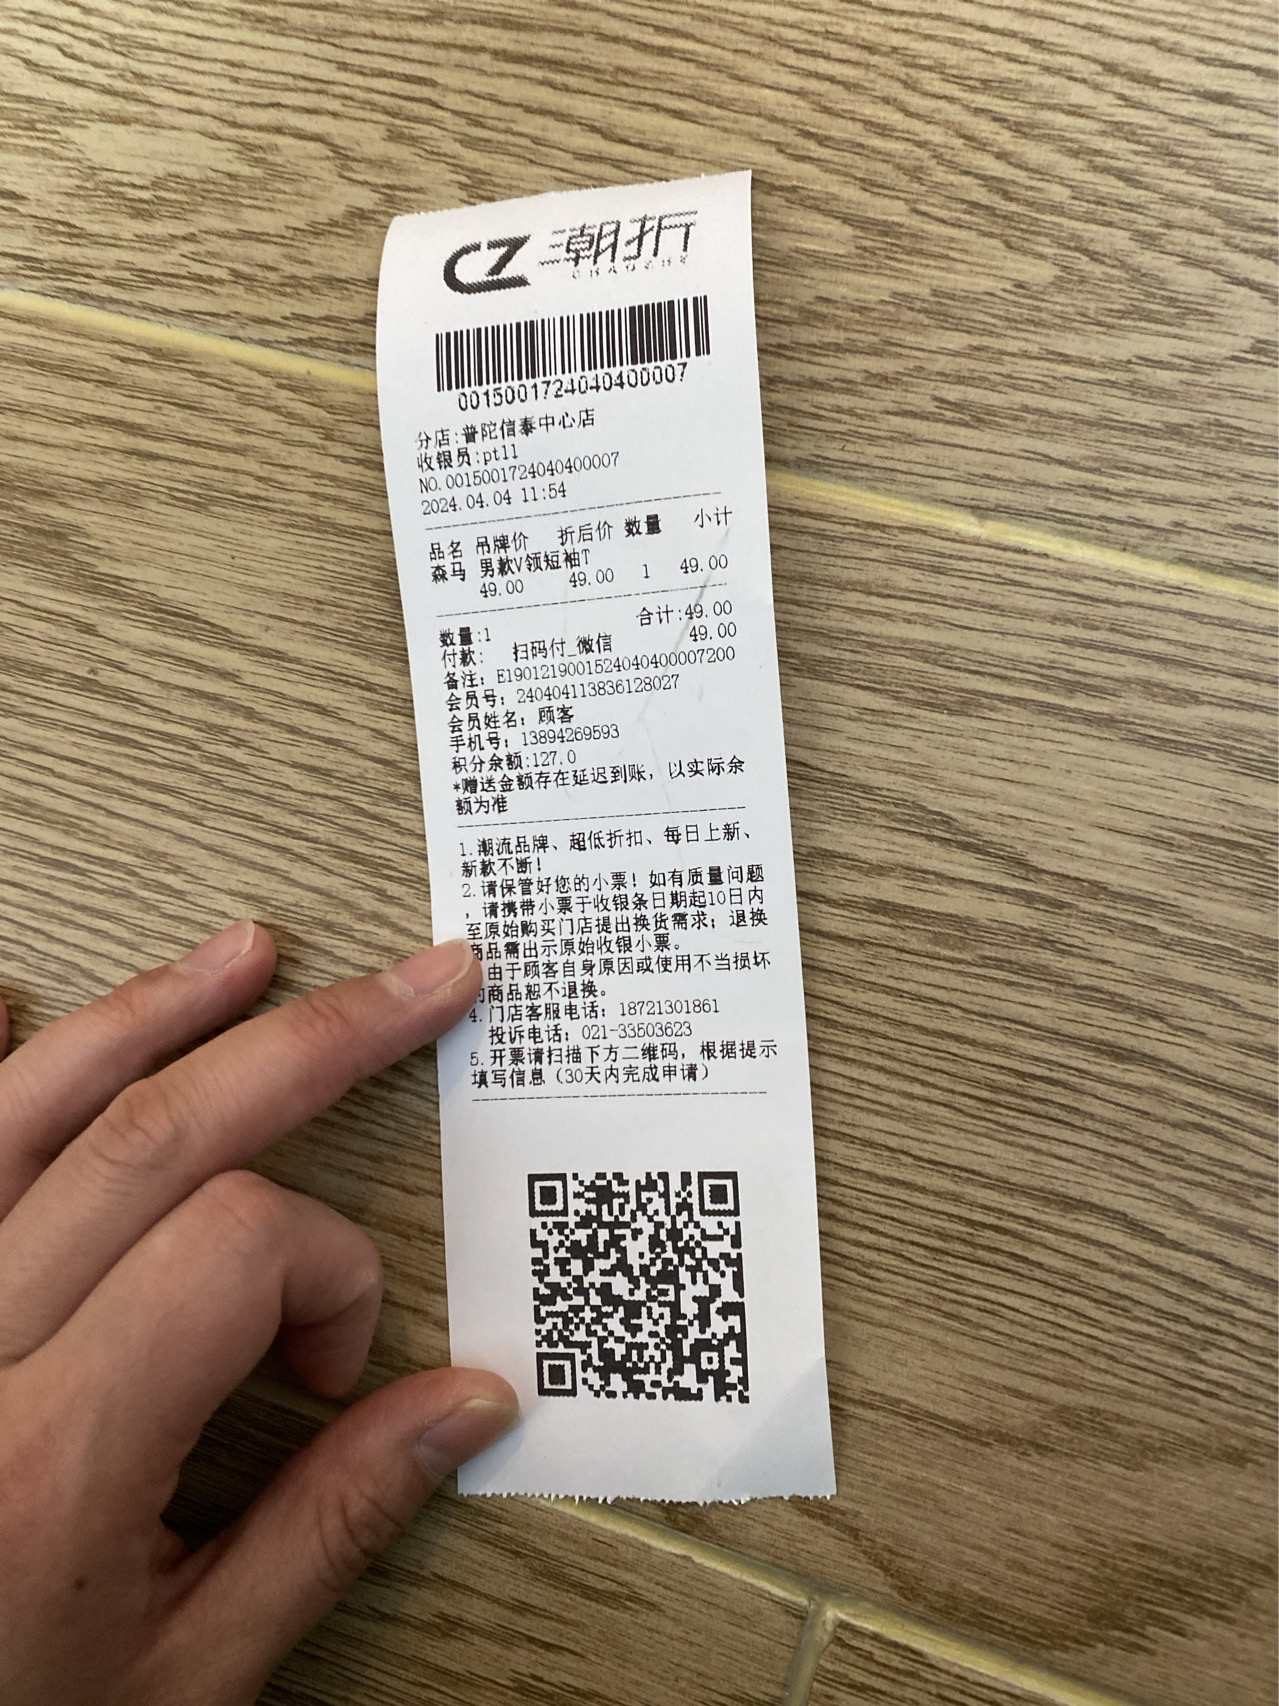 CZ 潮折
CHAOZHE
0015001724040400007
分店:普陀信泰中心店
收银员:pt11
NO.0015001724040400007
2024.04.04 11:54
品名 吊牌价 折后价 数量 小计
森马 男款V领短袖T
49.00 49.00 1 49.00
数量:1 合计:49.00
付款: 扫码付_微信 49.00
备注: E19012190015240404000007200
会员号: 240404113836128027
会员姓名: 顾客
手机号: 13894269593
积分余额:127.0
*赠送金额存在延迟到账，以实际余
额为准
1.潮流品牌、超低折扣、每日上新、
新款不断！
2.请保管好您的小票！如有质量问题
，请携带小票于收银条日期起10日内
至原始购买门店提出换货需求；退换
商品需出示原始收银小票。
由于顾客自身原因或使用不当损坏
的商品恕不退换。
4.门店客服电话: 18721301861
投诉电话: 021-33503623
5.开票请扫描下方二维码，根据提示
填写信息（30天内完成申请）